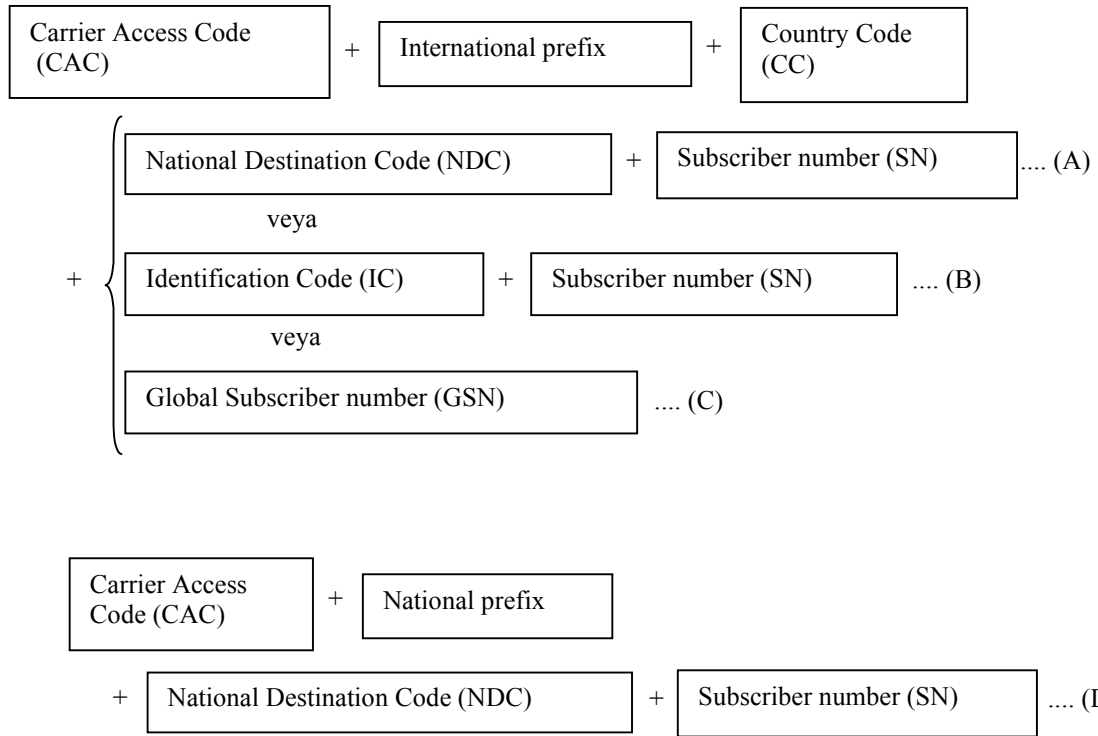 Carrier Access Code + International prefix + Country Code
(CAC) (CC)
National Destination Code (NDC) + Subscriber number (SN) .... (A)
veya
+ Identification Code (IC) + Subscriber number (SN) .... (B)
veya
Global Subscriber number (GSN) .... (C)
Carrier Access + National prefix
Code (CAC)
+ National Destination Code (NDC) + Subscriber number (SN) .... (